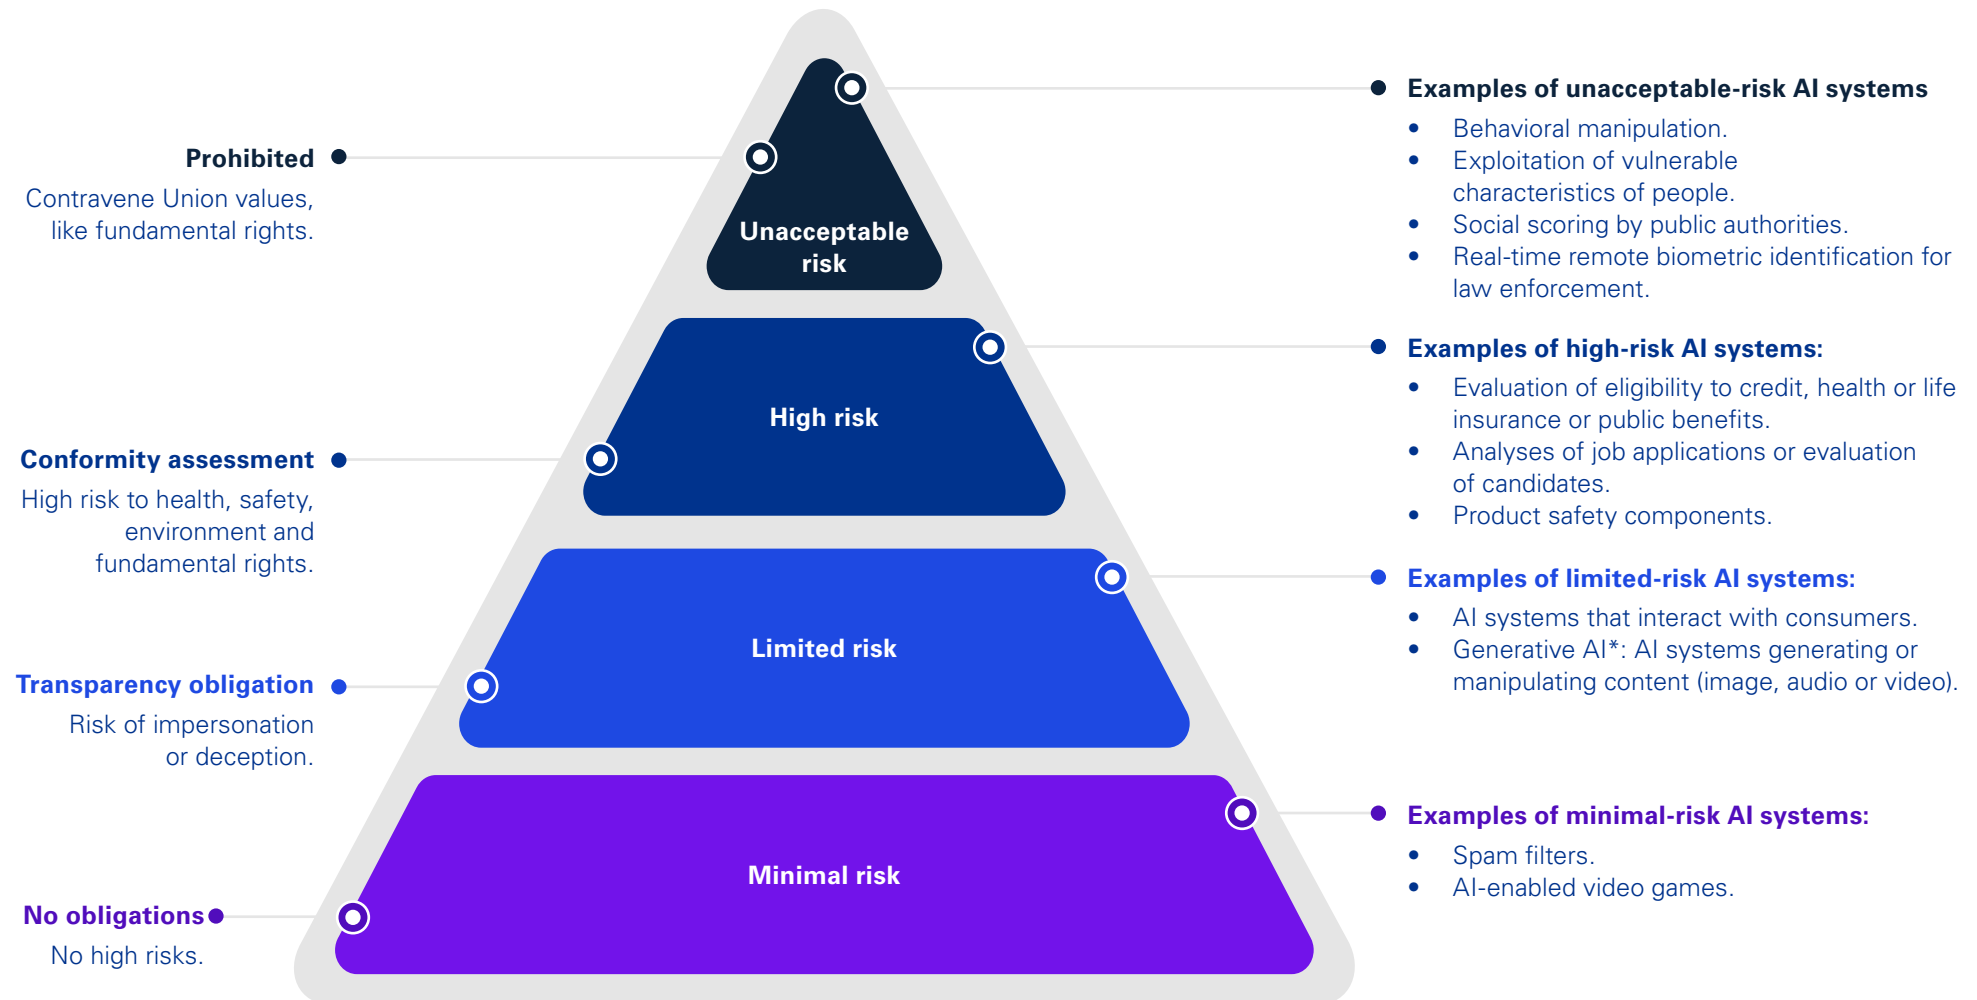 Prohibited
Contravene Union values,
like fundamental rights.
Unacceptable
risk
Examples of unacceptable-risk AI systems
• Behavioral manipulation.
• Exploitation of vulnerable
characteristics of people.
• Social scoring by public authorities.
• Real-time remote biometric identification for
law enforcement.
Conformity assessment
High risk to health, safety,
environment and
fundamental rights.
High risk
Examples of high-risk AI systems:
• Evaluation of eligibility to credit, health or life
insurance or public benefits.
• Analyses of job applications or evaluation
of candidates.
• Product safety components.
Transparency obligation
Risk of impersonation
or deception.
Limited risk
Examples of limited-risk AI systems:
• AI systems that interact with consumers.
• Generative AI*: AI systems generating or
manipulating content (image, audio or video).
No obligations
No high risks.
Minimal risk
Examples of minimal-risk AI systems:
• Spam filters.
• AI-enabled video games.